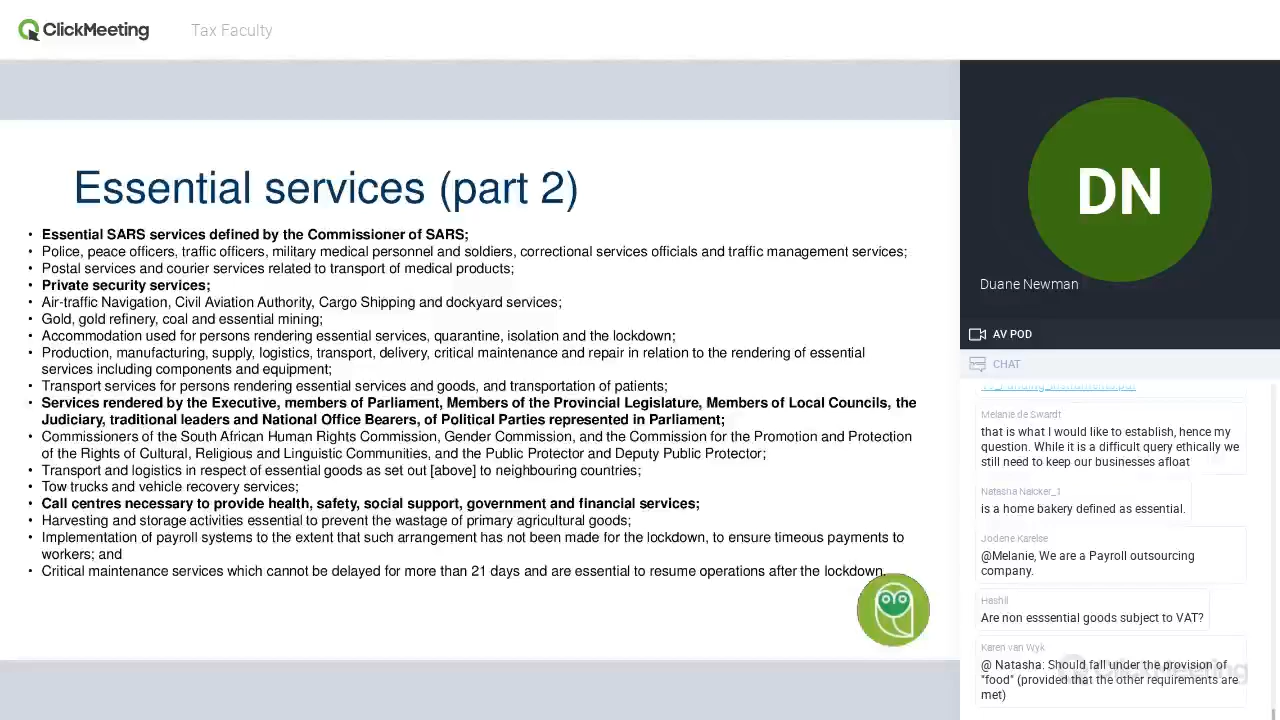 ClickMeeting
Tax Faculty
Essential services (part 2)
• Essential SARS services defined by the Commissioner of SARS;
• Police, peace officers, traffic officers, military medical personnel and soldiers, correctional services officials and traffic management services;
• Postal services and courier services related to transport of medical products;
• Private security services;
• Air-traffic Navigation, Civil Aviation Authority, Cargo Shipping and dockyard services;
• Gold, gold refinery, coal and essential mining;
• Accommodation used for persons rendering essential services, quarantine, isolation and the lockdown;
• Production, manufacturing, supply, logistics, transport, delivery, critical maintenance and repair in relation to the rendering of essential
services including components and equipment;
• Transport services for persons rendering essential services and goods, and transportation of patients;
• Services rendered by the Executive, members of Parliament, Members of the Provincial Legislature, Members of Local Councils, the
Judiciary, traditional leaders and National Office Bearers, of Political Parties represented in Parliament;
• Commissioners of the South African Human Rights Commission, Gender Commission, and the Commission for the Promotion and Protection
of the Rights of Cultural, Religious and Linguistic Communities, and the Public Protector and Deputy Public Protector;
• Transport and logistics in respect of essential goods as set out [above] to neighbouring countries;
• Tow trucks and vehicle recovery services;
• Call centres necessary to provide health, safety, social support, government and financial services;
• Harvesting and storage activities essential to prevent the wastage of primary agricultural goods;
• Implementation of payroll systems to the extent that such arrangement has not been made for the lockdown, to ensure timeous payments to
workers; and
• Critical maintenance services which cannot be delayed for more than 21 days and are essential to resume operations after the lockdown.
DN
Duane Newman
AV POD
CHAT
Melanie de Swardt
that is what I would like to establish, hence my
question. While it is a difficult query ethically we
still need to keep our businesses afloat
Natasha Naicker_1
is a home bakery defined as essential.
Jodene Karelse
@Melanie, We are a Payroll outsourcing
company.
Hashil
Are non esssential goods subject to VAT?
Karen van Wyk
@ Natasha: Should fall under the provision of
"food" (provided that the other requirements are
met)
ClickMeeting